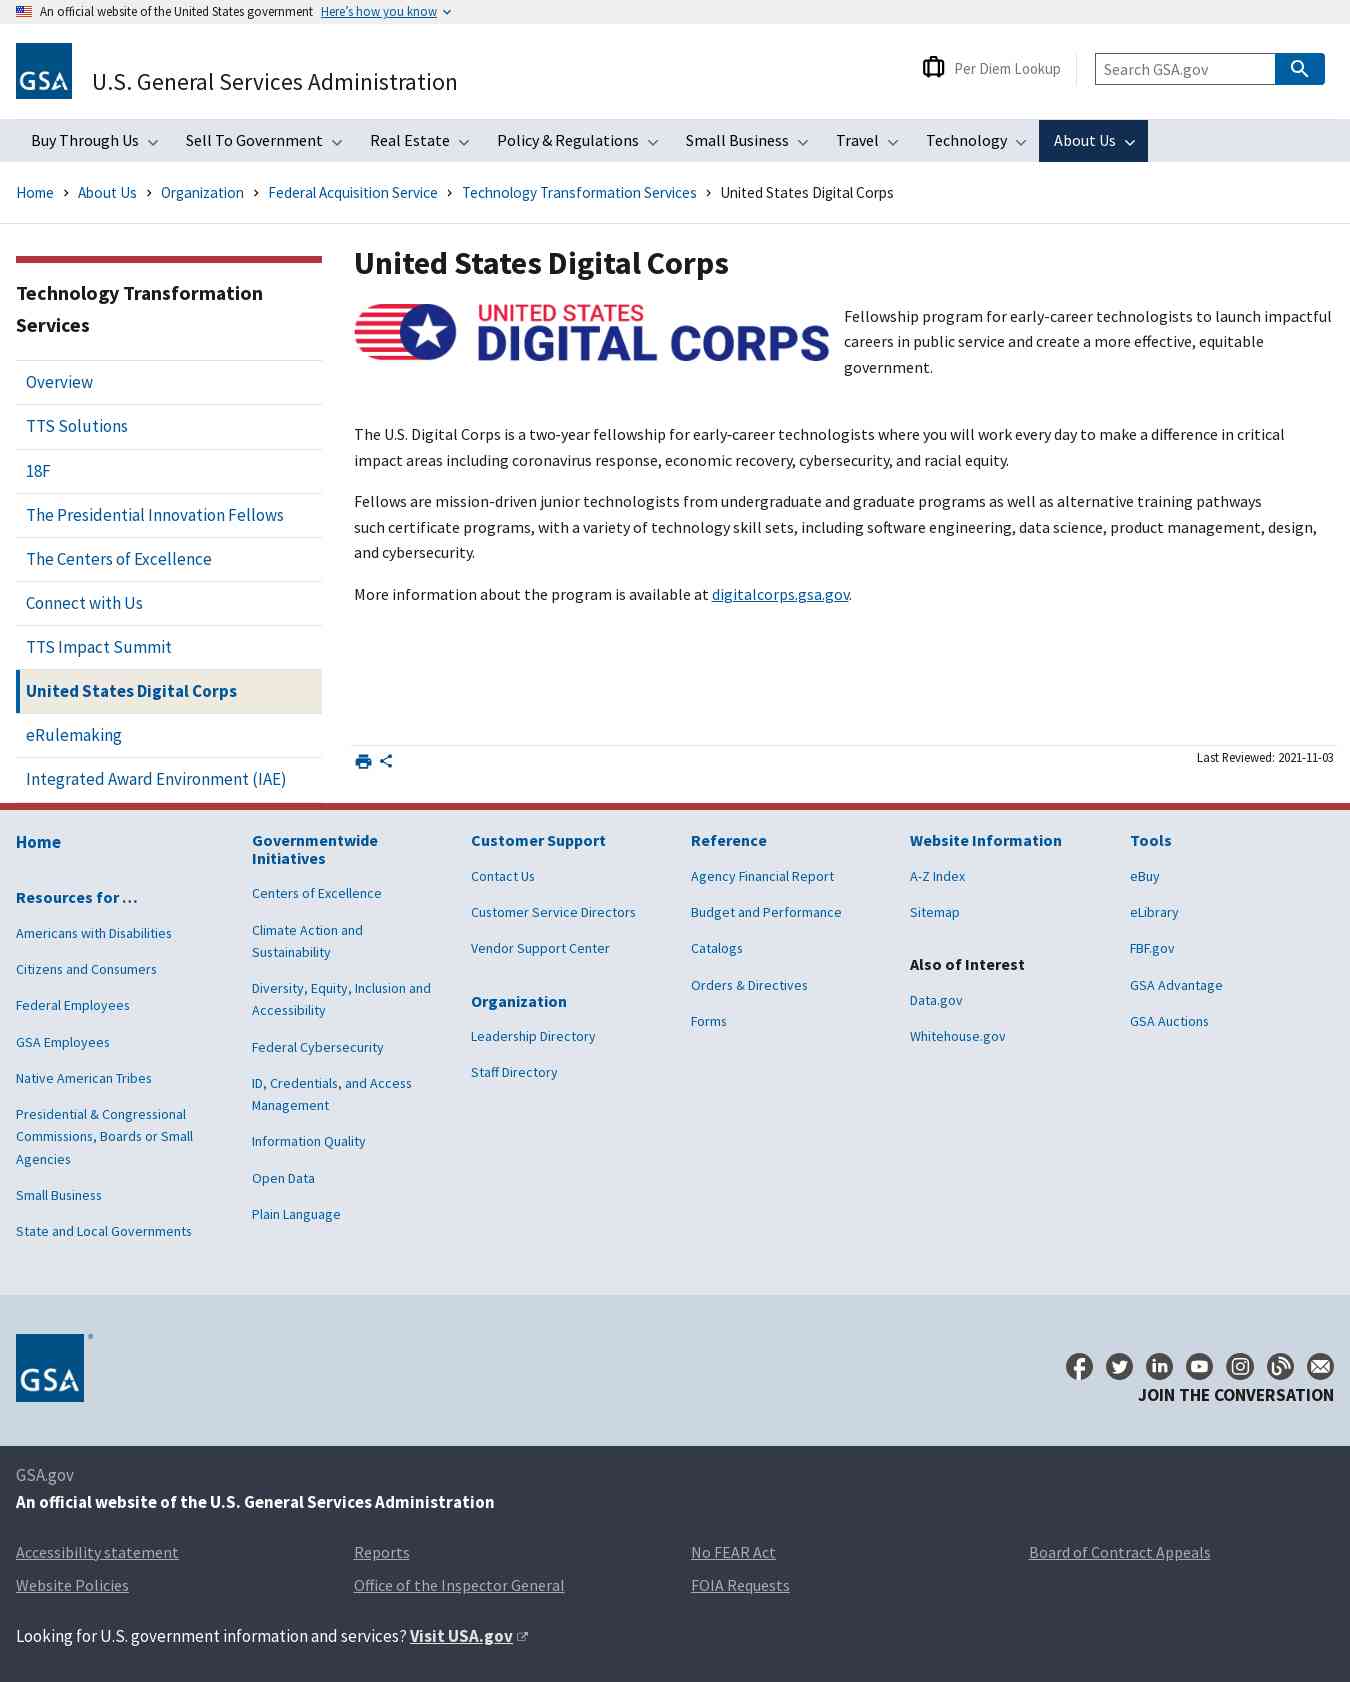 An official website of the United States government Here's how you know
GSA
U.S. General Services Administration
Per Diem Lookup
Search GSA.gov
Buy Through Us Sell To Government Real Estate Policy & Regulations Small Business Travel Technology About Us
Home About Us Organization Federal Acquisition Service Technology Transformation Services United States Digital Corps
Technology Transformation
Services
Overview
TTS Solutions
18F
The Presidential Innovation Fellows
The Centers of Excellence
Connect with Us
TTS Impact Summit
United States Digital Corps
eRulemaking
Integrated Award Environment (IAE)
United States Digital Corps
UNITED STATES
DIGITAL CORPS
Fellowship program for early-career technologists to launch impactful
careers in public service and create a more effective, equitable
government.
The U.S. Digital Corps is a two-year fellowship for early-career technologists where you will work every day to make a difference in critical
impact areas including coronavirus response, economic recovery, cybersecurity, and racial equity.
Fellows are mission-driven junior technologists from undergraduate and graduate programs as well as alternative training pathways
such certificate programs, with a variety of technology skill sets, including software engineering, data science, product management, design,
and cybersecurity.
More information about the program is available at digitalcorps.gsa.gov.
Last Reviewed: 2021-11-03
Home
Resources for …
Americans with Disabilities
Citizens and Consumers
Federal Employees
GSA Employees
Native American Tribes
Presidential & Congressional
Commissions, Boards or Small
Agencies
Small Business
State and Local Governments
Governmentwide
Initiatives
Centers of Excellence
Climate Action and
Sustainability
Diversity, Equity, Inclusion and
Accessibility
Federal Cybersecurity
ID, Credentials, and Access
Management
Information Quality
Open Data
Plain Language
Customer Support
Contact Us
Customer Service Directors
Vendor Support Center
Organization
Leadership Directory
Staff Directory
Reference
Agency Financial Report
Budget and Performance
Catalogs
Orders & Directives
Forms
Website Information
A-Z Index
Sitemap
Also of Interest
Data.gov
Whitehouse.gov
Tools
eBuy
eLibrary
FBF.gov
GSA Advantage
GSA Auctions
GSA
JOIN THE CONVERSATION
GSA.gov
An official website of the U.S. General Services Administration
Accessibility statement Reports No FEAR Act Board of Contract Appeals
Website Policies Office of the Inspector General FOIA Requests
Looking for U.S. government information and services? Visit USA.gov